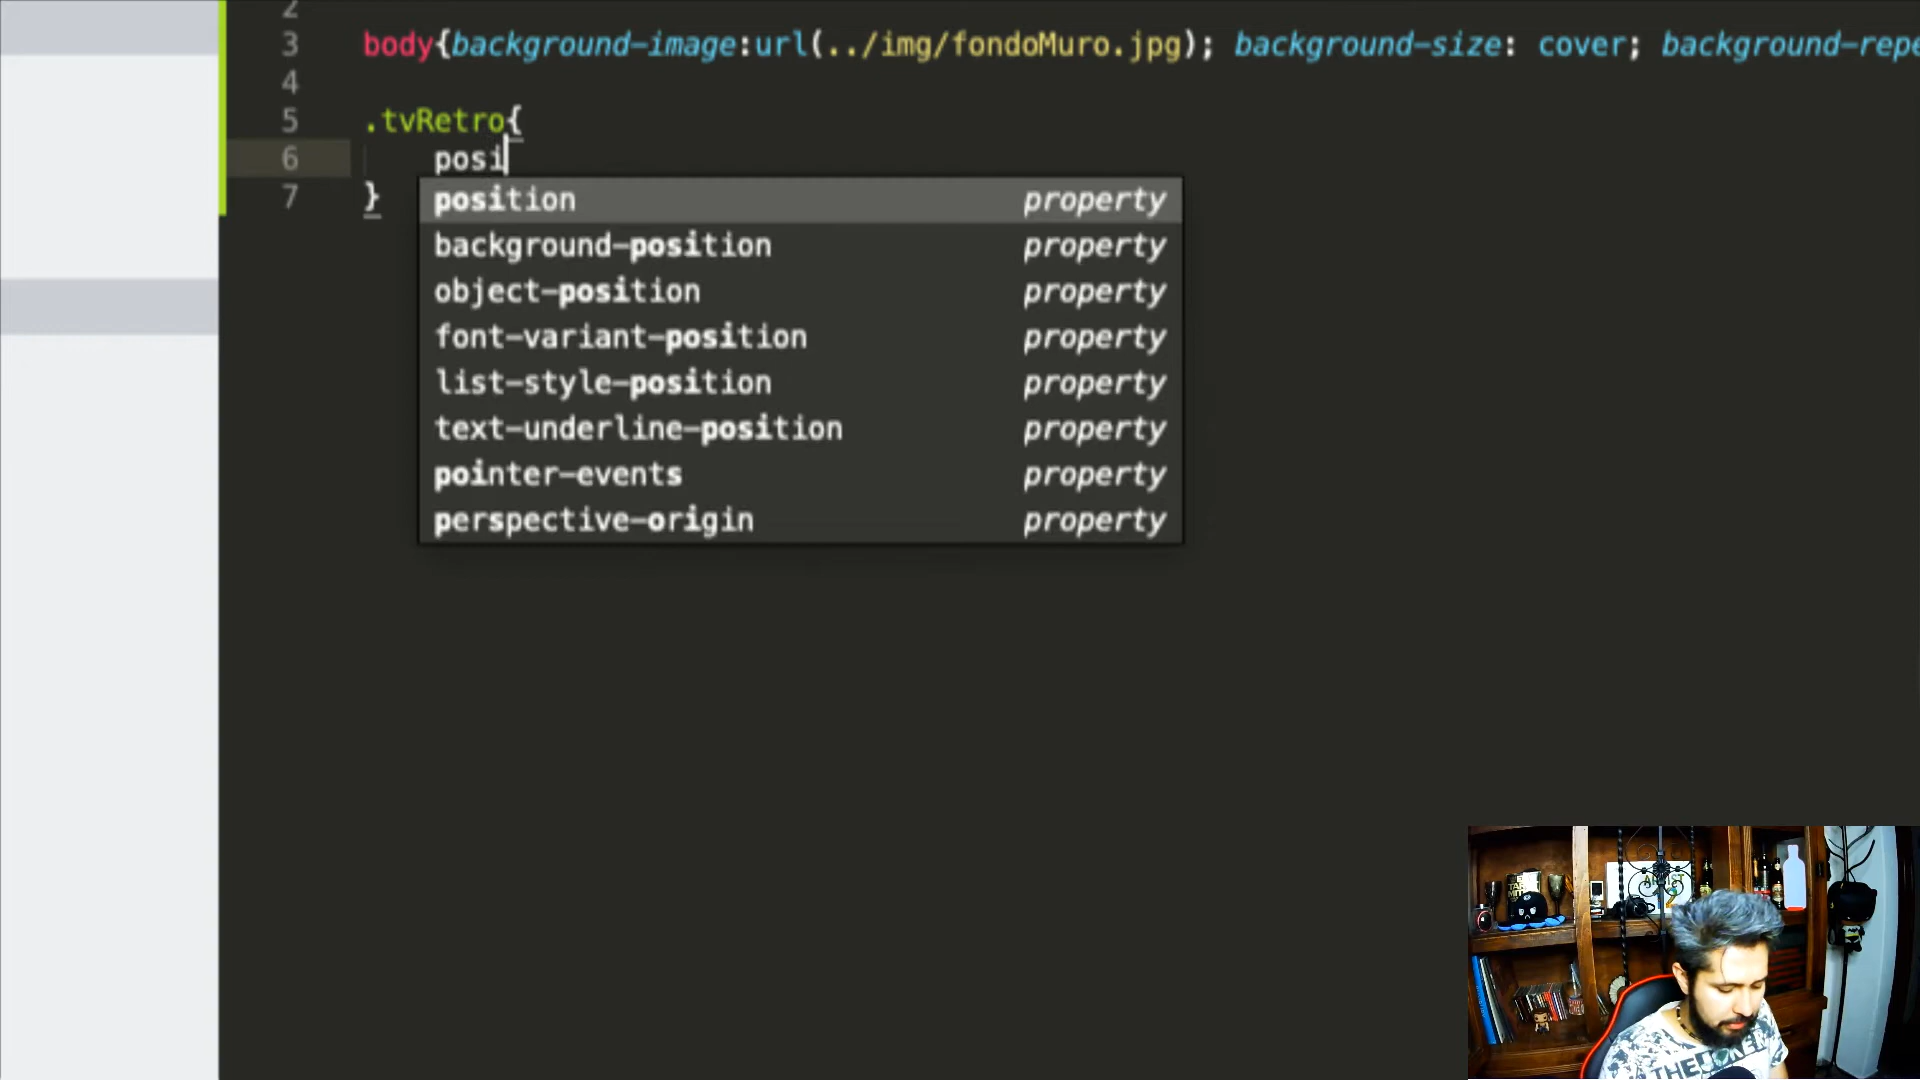 2
3 body{background-image:url(../img/fondoMuro.jpg); background-size: cover; background-repe
4
5 .tvRetro{
6 posi
7 }
position property
background-position property
object-position property
font-variant-position property
list-style-position property
text-underline-position property
pointer-events property
perspective-origin property
THE JOKER